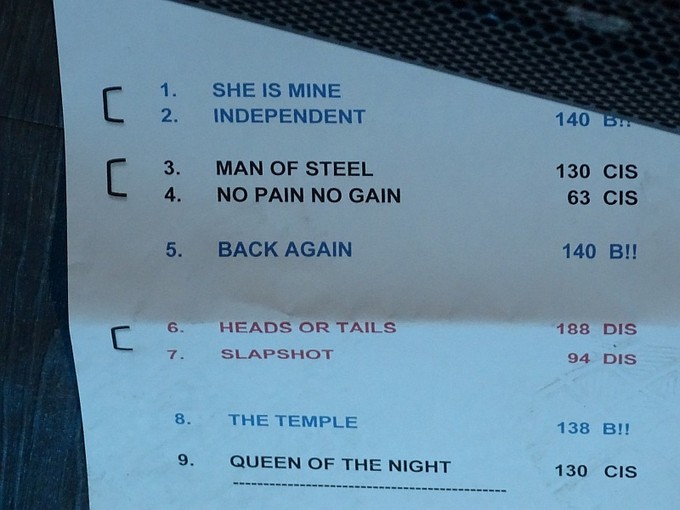 1. SHE IS MINE
2. INDEPENDENT 140 B!!
3. MAN OF STEEL 130 CIS
4. NO PAIN NO GAIN 63 CIS
5. BACK AGAIN 140 B!!
6. HEADS OR TAILS 188 DIS
7. SLAPSHOT 94 DIS
8. THE TEMPLE 138 B!!
9. QUEEN OF THE NIGHT 130 CIS